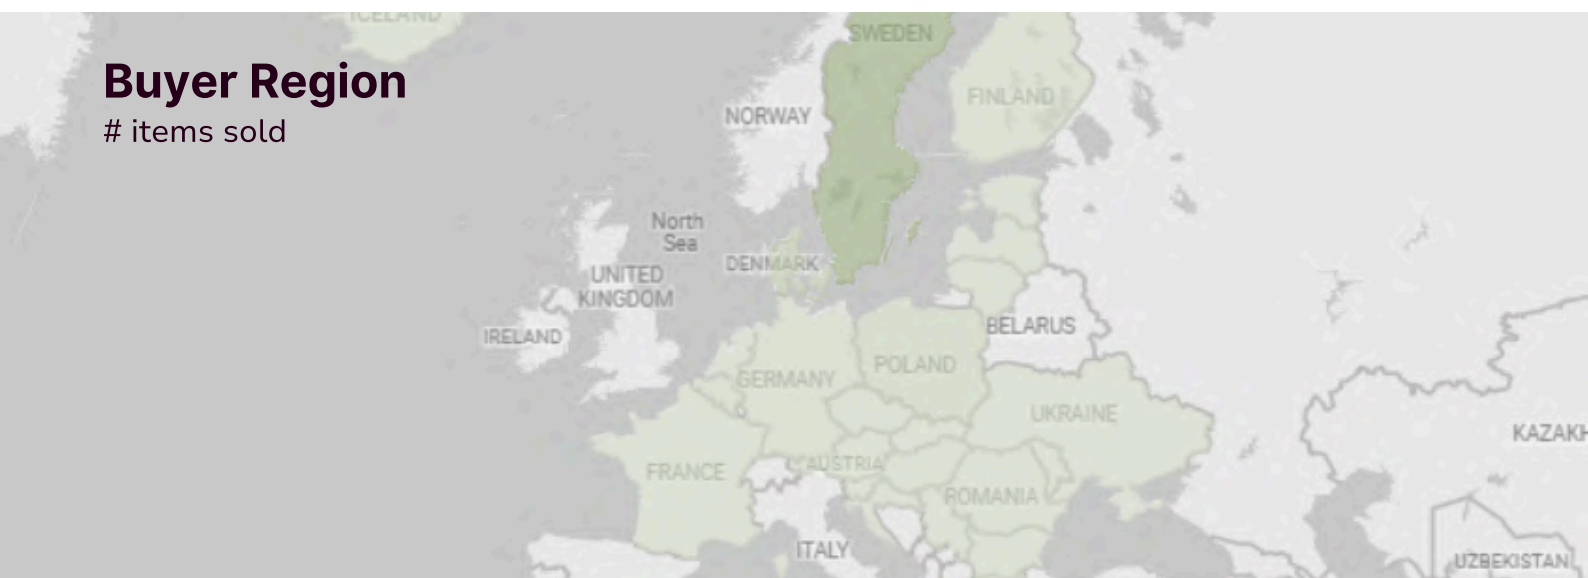 ICELAND
SWEDEN
Buyer Region
FINLAND
NORWAY
# items sold
North
Sea
DENMARK
UNITED
KINGDOM
BELARUS
IRELAND
POLAND
GERMANY
UKRAINE
KAZAKH
AUSTRIA
FRANCE
ROMANIA
ITALY
UZBEKISTAN